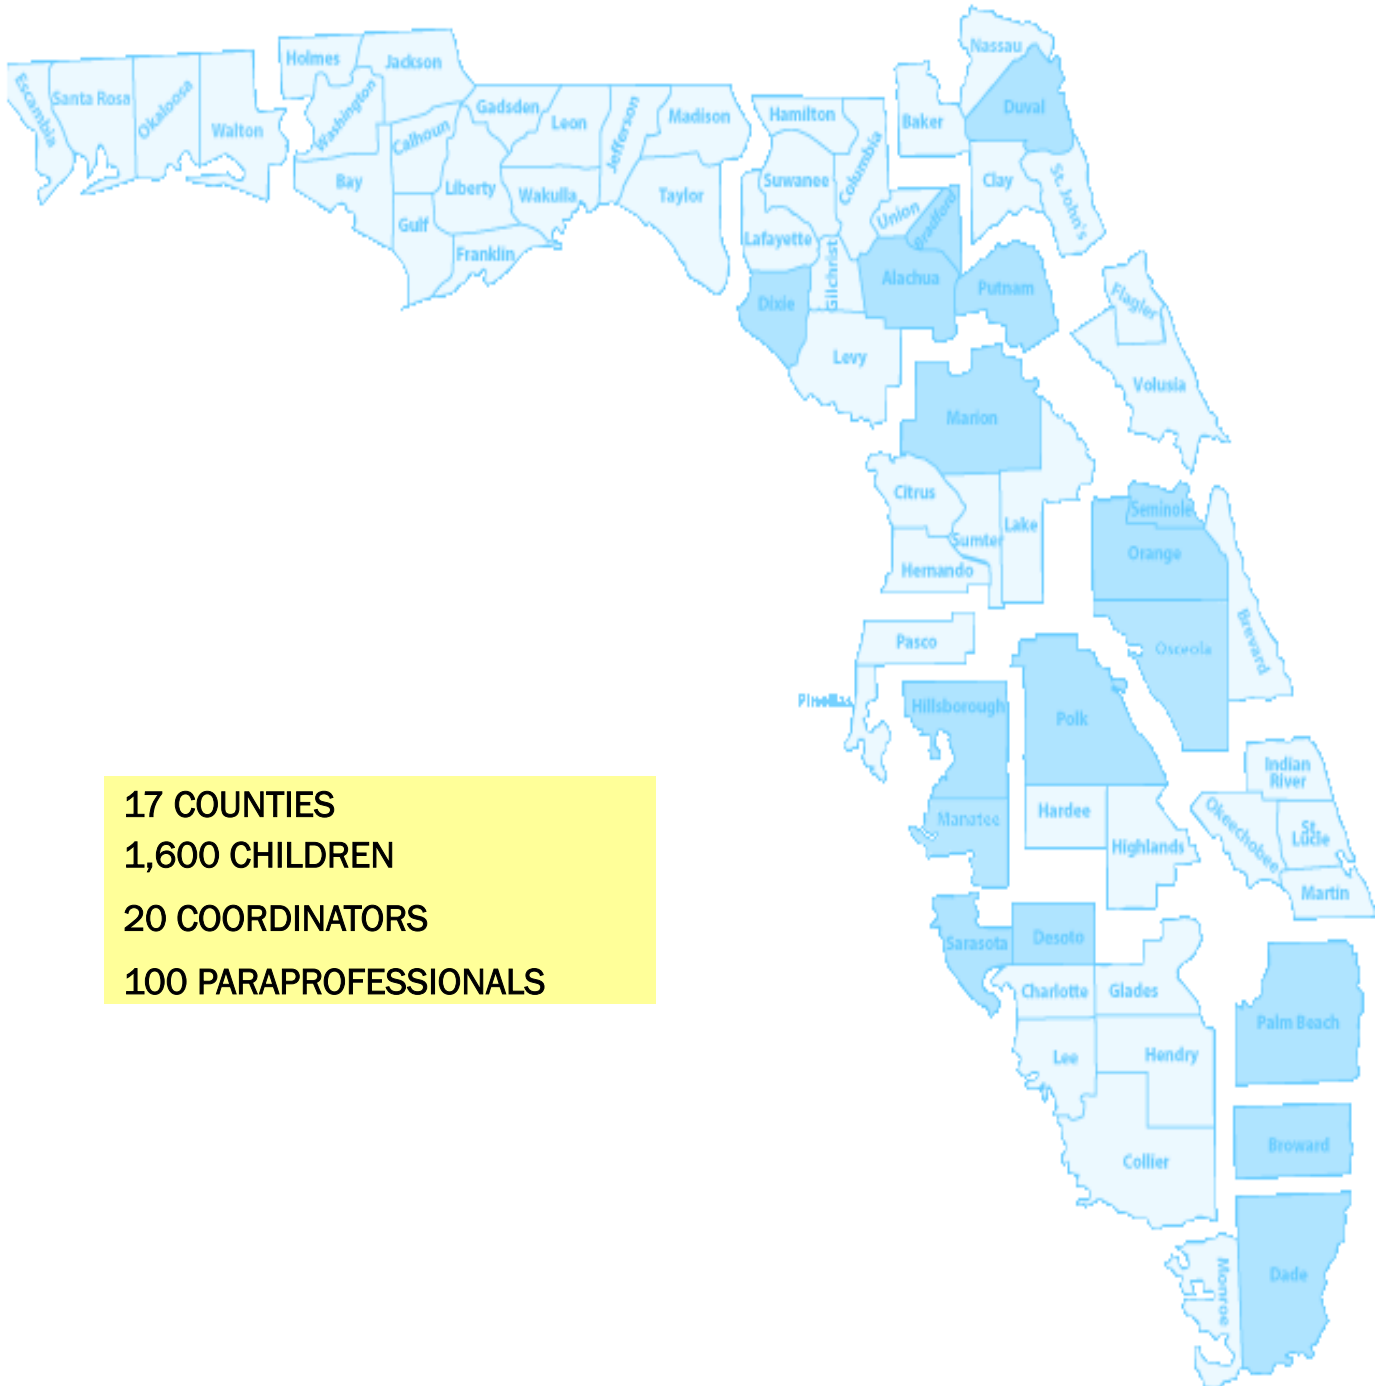 Nassau
Holmes
Jackson
Escambia
Santa Rosa
Okaloosa
Walton
Washington
Calhoun
Gadsden
Leon
Jefferson
Madison
Hamilton
Baker
Duval
Bay
Liberty
Wakulla
Taylor
Suwanee
Columbia
Clay
St. John's
Gulf
Franklin
Lafayette
Union
Bradford
Gilchrist
Alachua
Dixie
Putnam
Flagler
Levy
Volusia
Marion
Citrus
Seminole
Sumter
Lake
Orange
Hernando
Pasco
Osceola
Brevard
Pinellas
Hillsborough
Polk
Indian
River
Manatee
Hardee
Highlands
Okeechobee
St.
Lucie
Martin
17 COUNTIES
1,600 CHILDREN
20 COORDINATORS
100 PARAPROFESSIONALS
Sarasota
Desoto
Charlotte
Glades
Palm Beach
Lee
Hendry
Broward
Collier
Monroe
Dade